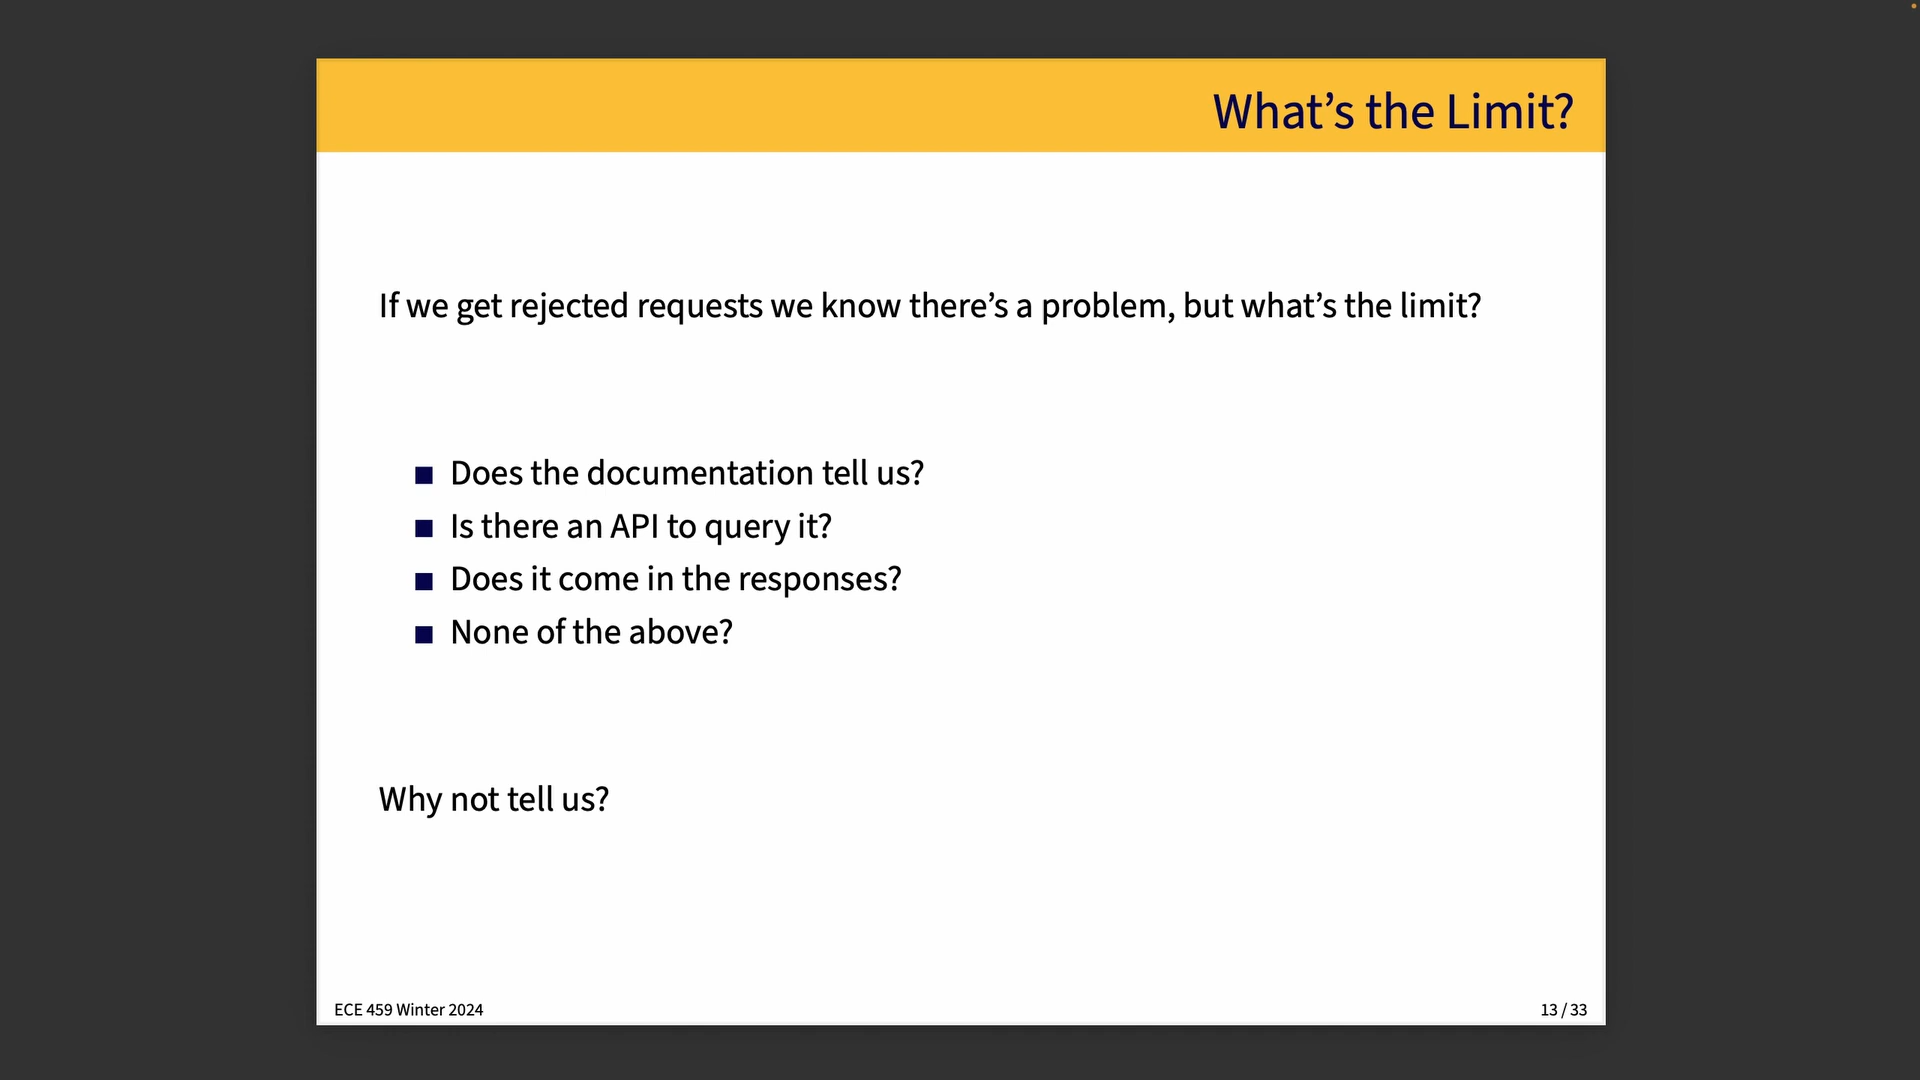 What’s the Limit?
If we get rejected requests we know there’s a problem, but what’s the limit?
Does the documentation tell us?
Is there an API to query it?
Does it come in the responses?
None of the above?
Why not tell us?
ECE 459 Winter 2024
13 / 33